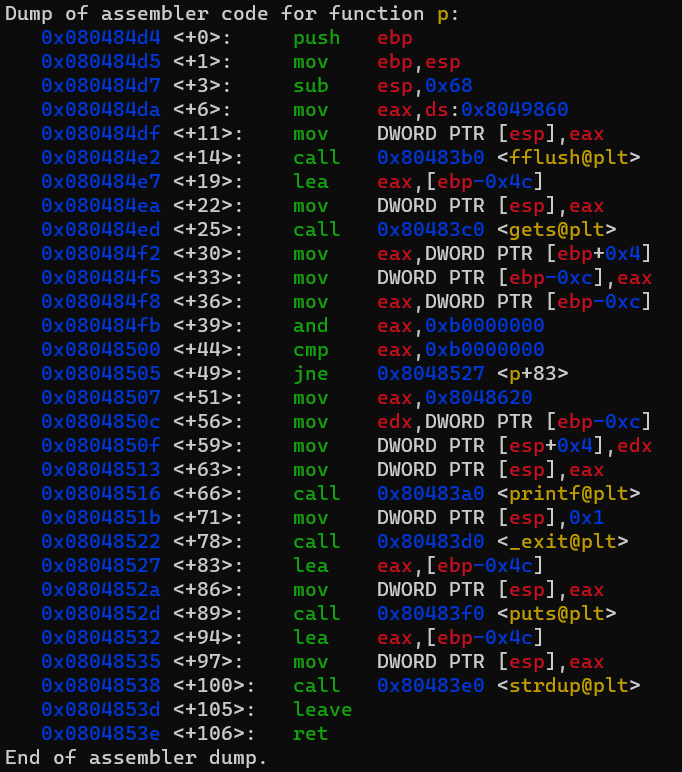 Dump of assembler code for function p:
   0x080484d4 <+0>:     push   ebp
   0x080484d5 <+1>:     mov    ebp,esp
   0x080484d7 <+3>:     sub    esp,0x68
   0x080484da <+6>:     mov    eax,ds:0x8049860
   0x080484df <+11>:    mov    DWORD PTR [esp],eax
   0x080484e2 <+14>:    call   0x80483b0 <fflush@plt>
   0x080484e7 <+19>:    lea    eax,[ebp-0x4c]
   0x080484ea <+22>:    mov    DWORD PTR [esp],eax
   0x080484ed <+25>:    call   0x80483c0 <gets@plt>
   0x080484f2 <+30>:    mov    eax,DWORD PTR [ebp+0x4]
   0x080484f5 <+33>:    mov    DWORD PTR [ebp-0xc],eax
   0x080484f8 <+36>:    mov    eax,DWORD PTR [ebp-0xc]
   0x080484fb <+39>:    and    eax,0xb0000000
   0x08048500 <+44>:    cmp    eax,0xb0000000
   0x08048505 <+49>:    jne    0x8048527 <p+83>
   0x08048507 <+51>:    mov    eax,0x8048620
   0x0804850c <+56>:    mov    edx,DWORD PTR [ebp-0xc]
   0x0804850f <+59>:    mov    DWORD PTR [esp+0x4],edx
   0x08048513 <+63>:    mov    DWORD PTR [esp],eax
   0x08048516 <+66>:    call   0x80483a0 <printf@plt>
   0x0804851b <+71>:    mov    DWORD PTR [esp],0x1
   0x08048522 <+78>:    call   0x80483d0 <_exit@plt>
   0x08048527 <+83>:    lea    eax,[ebp-0x4c]
   0x0804852a <+86>:    mov    DWORD PTR [esp],eax
   0x0804852d <+89>:    call   0x80483f0 <puts@plt>
   0x08048532 <+94>:    lea    eax,[ebp-0x4c]
   0x08048535 <+97>:    mov    DWORD PTR [esp],eax
   0x08048538 <+100>:   call   0x80483e0 <strdup@plt>
   0x0804853d <+105>:   leave
   0x0804853e <+106>:   ret
End of assembler dump.